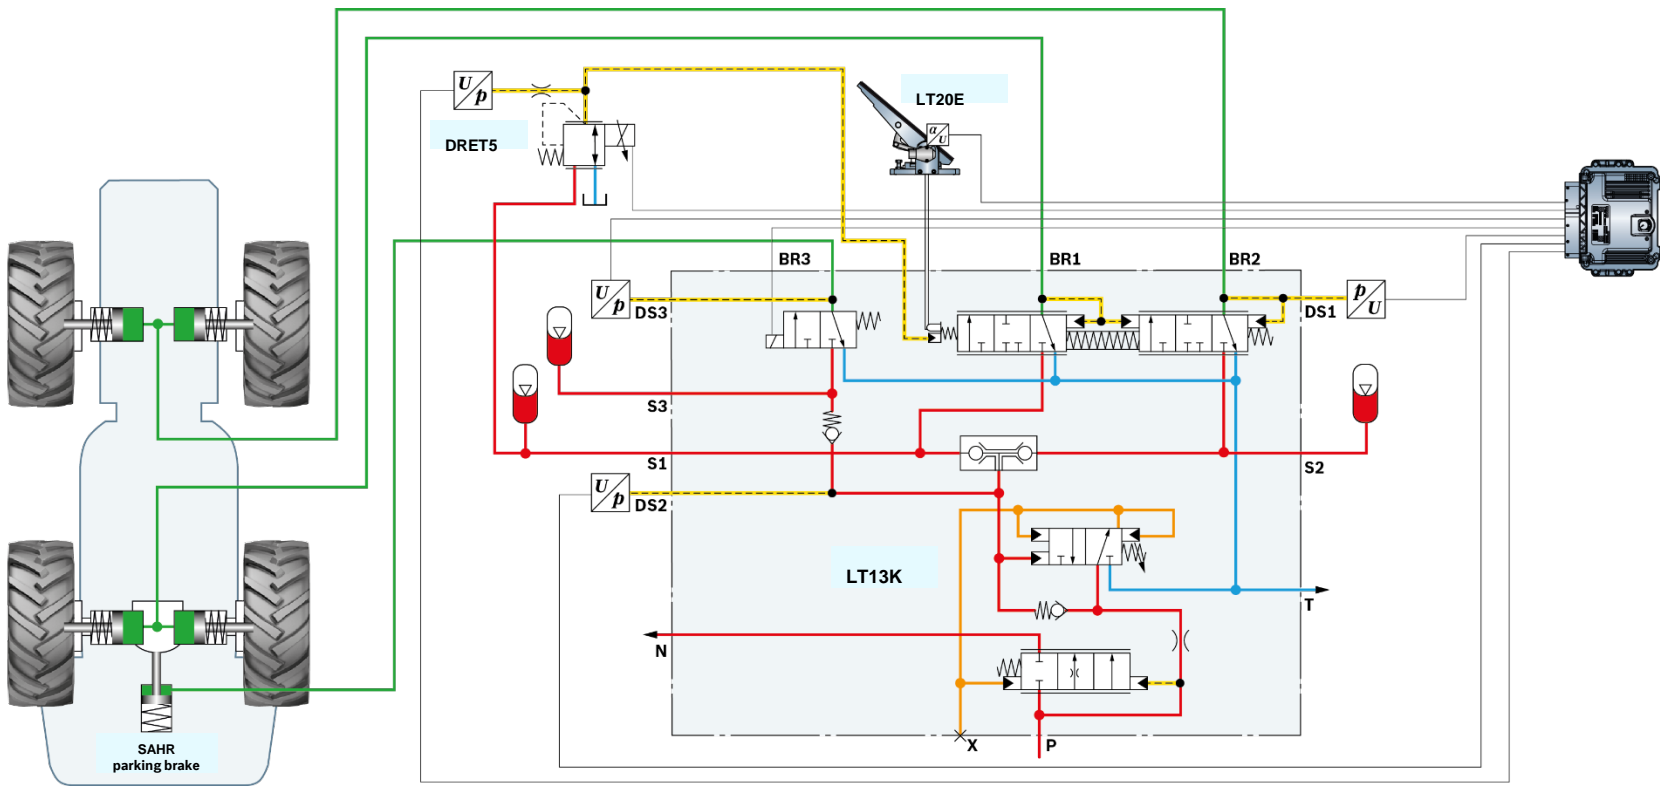 U/p
LT20E
α/U
DRET5
BR3
BR1
BR2
U/p
DS3
DS1
p/U
S3
S1
S2
U/p
DS2
LT13K
T
N
SAHR
parking brake
X
P